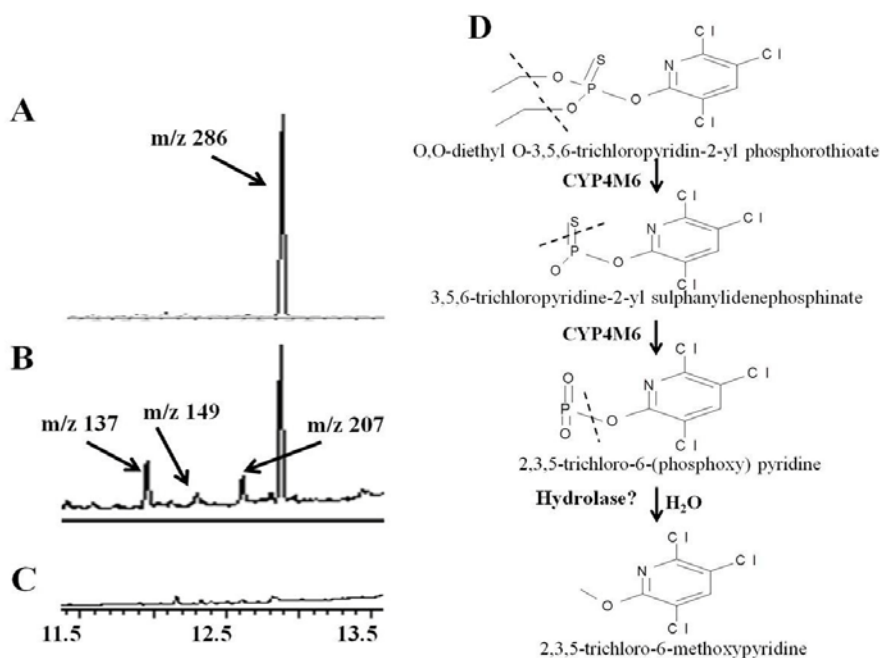 A
m/z 286
B
m/z 137
m/z 149
m/z 207
C
11.5 12.5 13.5
D
S
O
P
O
O
N
Cl
Cl
Cl
O,O-diethyl O-3,5,6-trichloropyridin-2-yl phosphorothioate
CYP4M6
S
P
O
O
N
Cl
Cl
Cl
3,5,6-trichloropyridine-2-yl sulphanylidenephosphinate
CYP4M6
O
P
O
O
N
Cl
Cl
Cl
2,3,5-trichloro-6-(phosphoxy) pyridine
Hydrolase? H₂O
N
O
Cl
Cl
Cl
2,3,5-trichloro-6-methoxypyridine